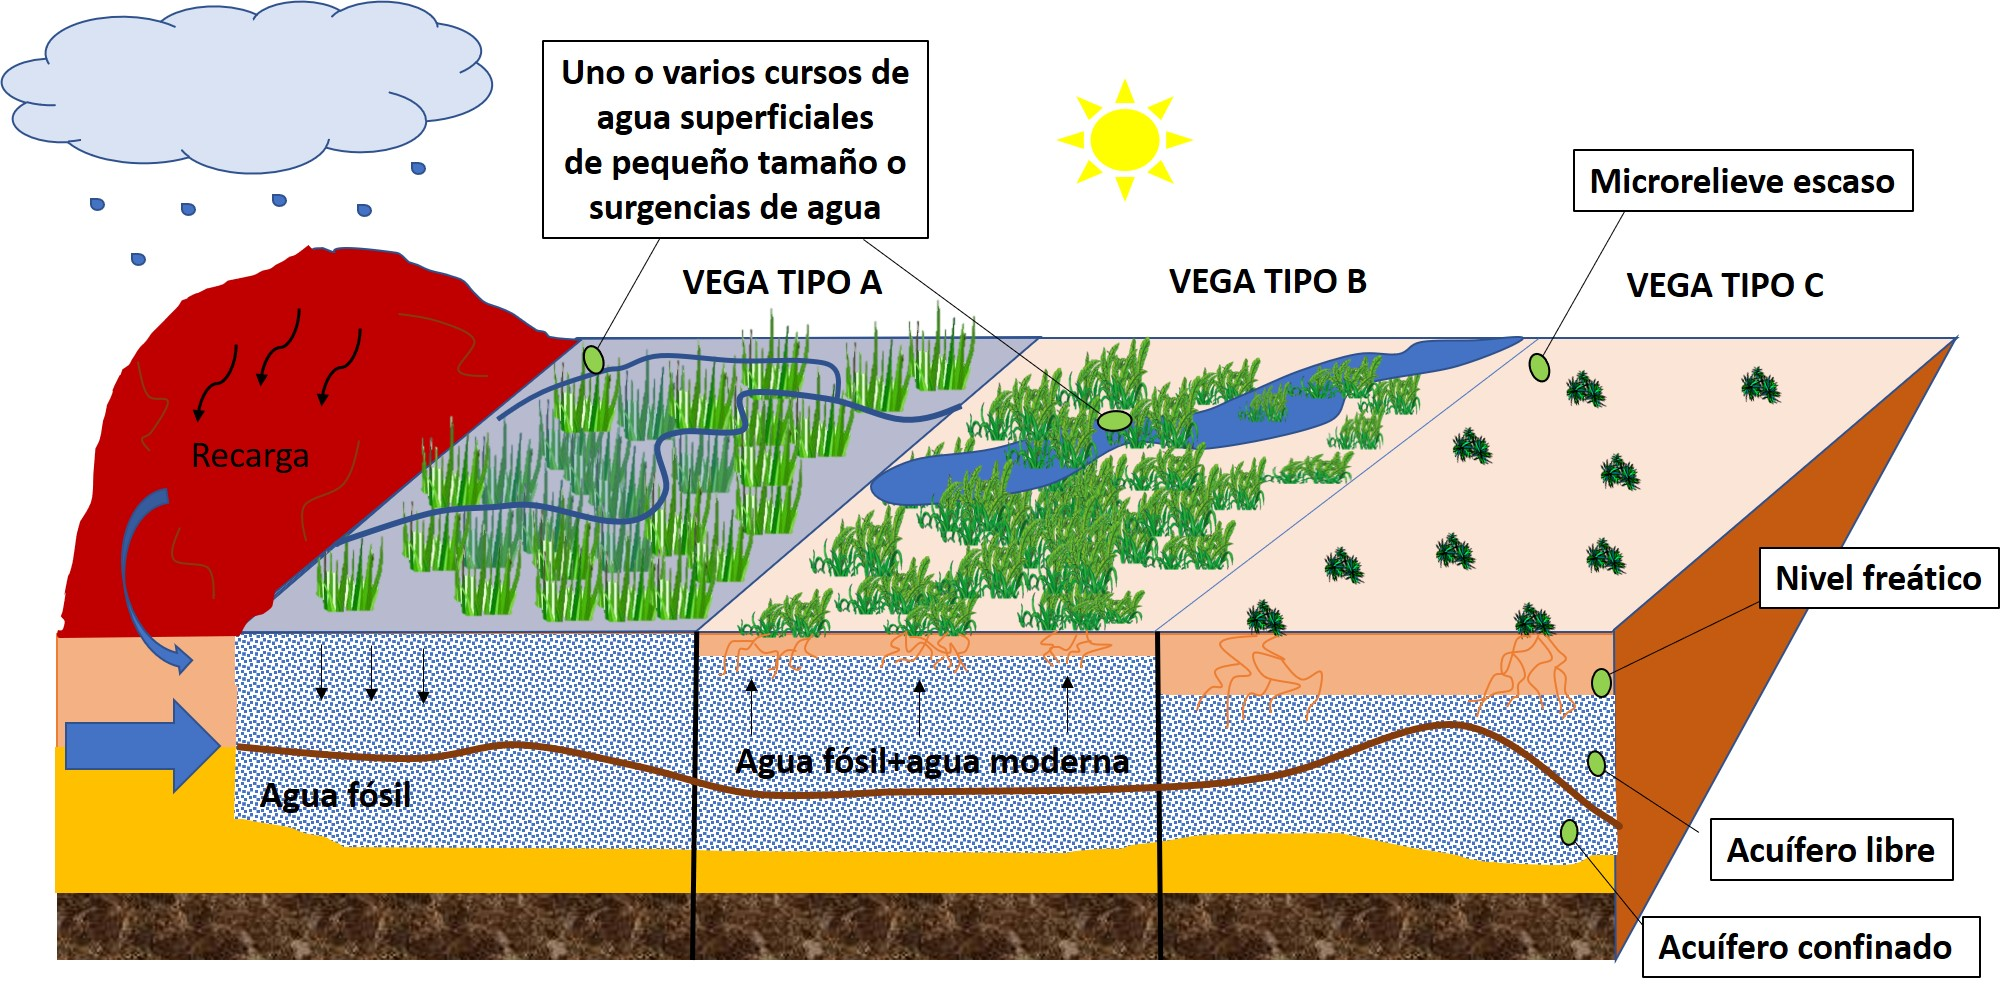 Uno o varios cursos de
agua superficiales
de pequeño tamaño o
surgencias de agua
Microrelieve escaso
VEGA TIPO A
VEGA TIPO B
VEGA TIPO C
Recarga
Nivel freático
Agua fósil+agua moderna
Agua fósil
Acuífero libre
Acuífero confinado